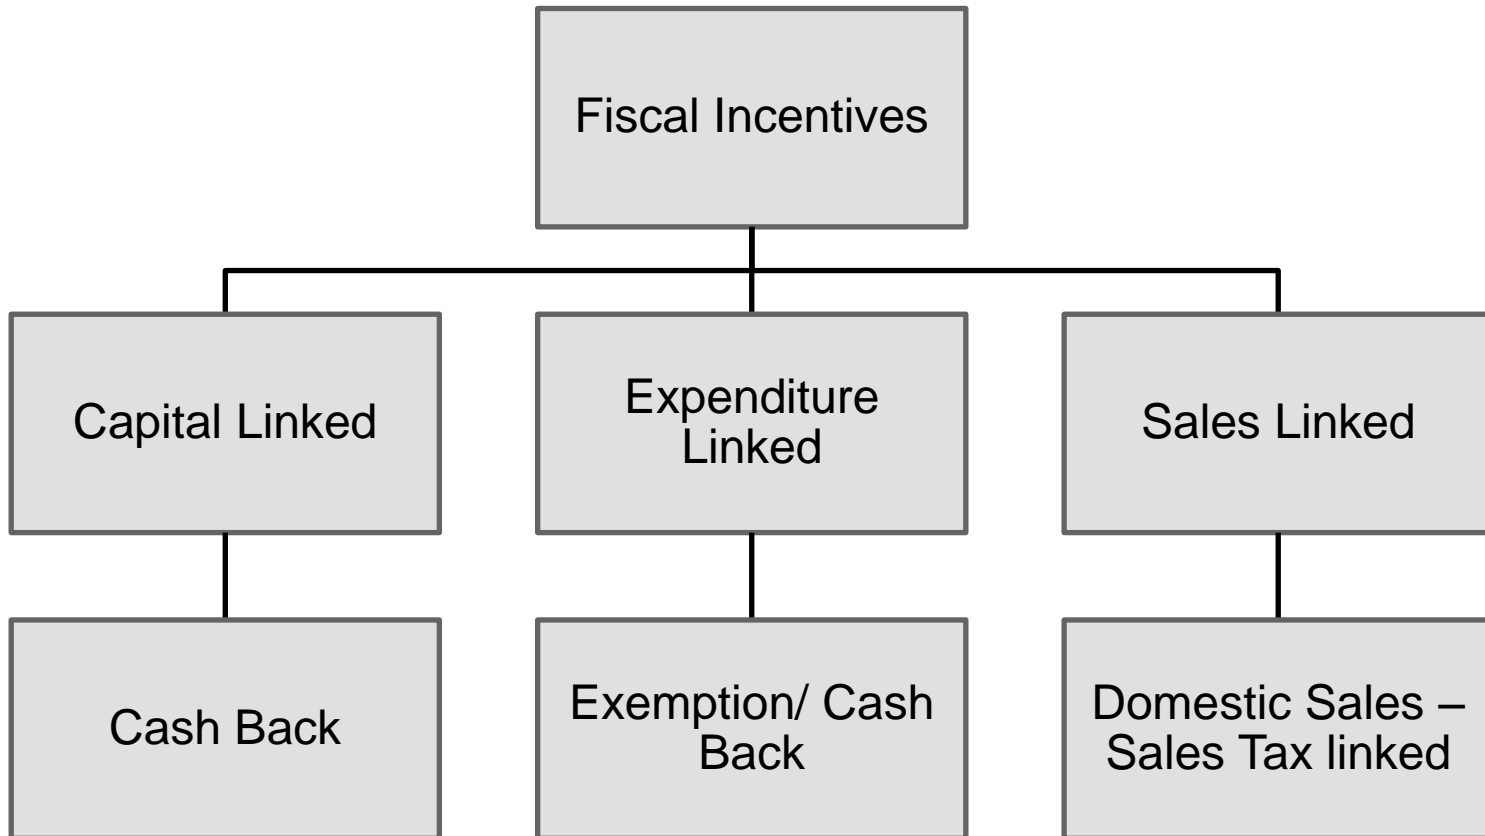 Fiscal Incentives
Capital Linked
Expenditure
Linked
Sales Linked
Cash Back
Exemption/ Cash
Back
Domestic Sales –
Sales Tax linked